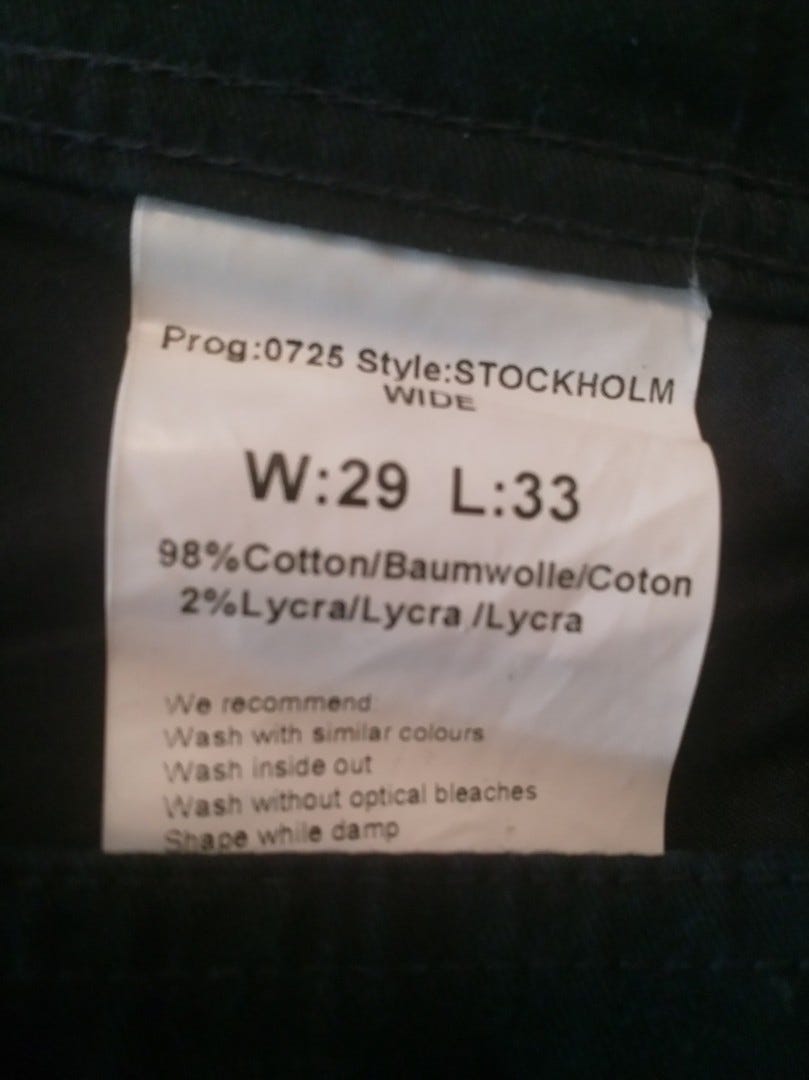 Prog:0725 Style:STOCKHOLM
WIDE
W:29 L:33
98%Cotton/Baumwolle/Coton
2%Lycra/Lycra /Lycra
We recommend
Wash with similar colours
Wash inside out
Wash without optical bleaches
Shape while damp